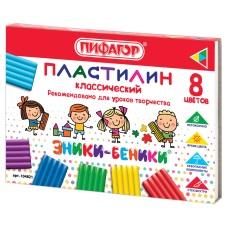 ПИФАГОР
ПЛАСТИЛИН
классический
Рекомендовано для уроков творчества
8
ЦВЕТОВ
ЭНИКИ-БЕНИКИ